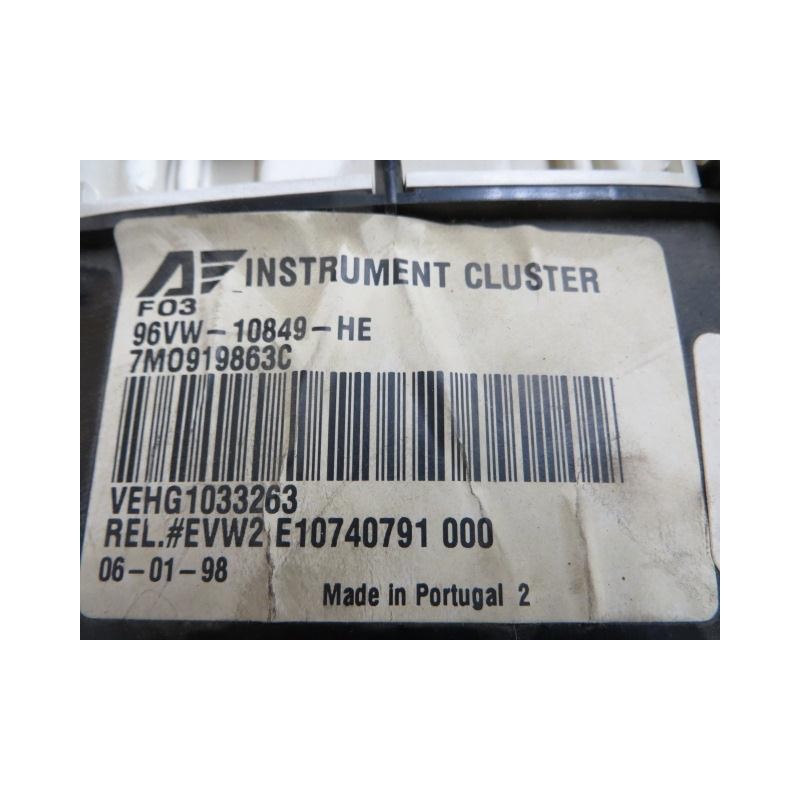 AF INSTRUMENT CLUSTER
F03
96VW-10849-HE
7M0919863C
VEHG1033263
REL.#EVW2 E10740791 000
06-01-98
Made in Portugal 2